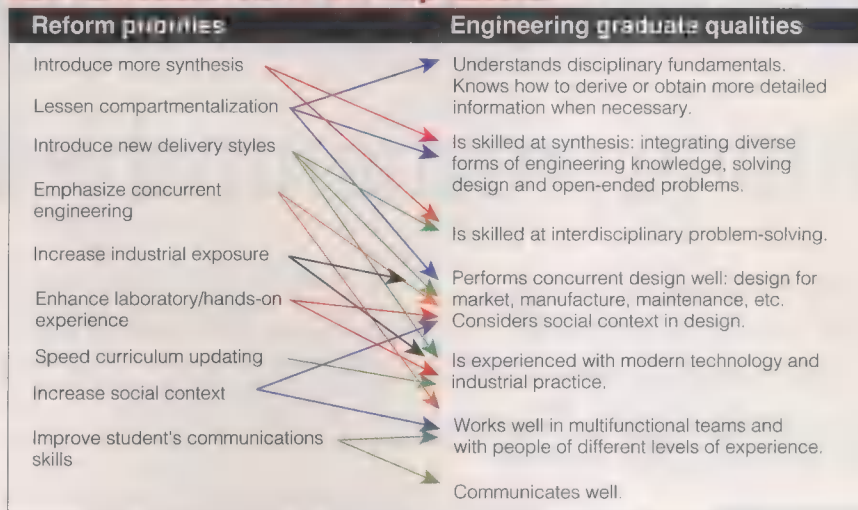 Reform priorities
Introduce more synthesis
Lessen compartmentalization
Introduce new delivery styles
Emphasize concurrent
engineering
Increase industrial exposure
Enhance laboratory/hands-on
experience
Speed curriculum updating
Increase social context
Improve student's communications
skills
Engineering graduate qualities
Understands disciplinary fundamentals.
Knows how to derive or obtain more detailed
information when necessary.
Is skilled at synthesis: integrating diverse
forms of engineering knowledge, solving
design and open-ended problems.
Is skilled at interdisciplinary problem-solving.
Performs concurrent design well: design for
market, manufacture, maintenance, etc.
Considers social context in design.
Is experienced with modern technology and
industrial practice.
Works well in multifunctional teams and
with people of different levels of experience.
Communicates well.